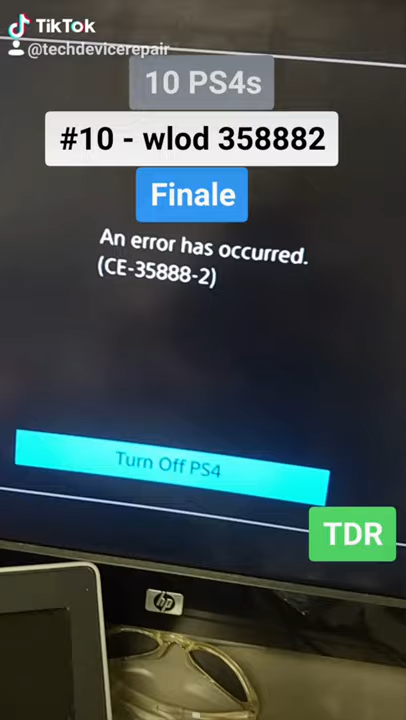 TikTok
@techdevicerepair
10 PS4s
#10 - wlod 358882
Finale
An error has occurred.
(CE-35888-2)
Turn Off PS4
TDR
hp